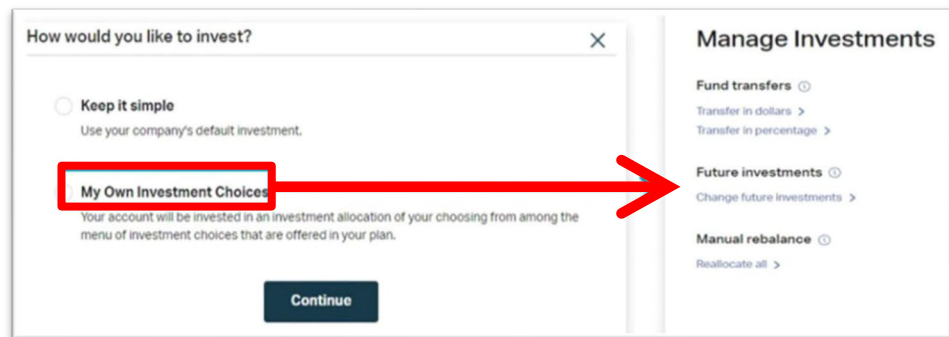 How would you like to invest?
Keep it simple
Use your company's default investment.
My Own Investment Choices
Your account will be invested in an investment allocation of your choosing from among the
menu of investment choices that are offered in your plan.
Continue
Manage Investments
Fund transfers
Transfer in dollars >
Transfer in percentage >
Future investments
Change future investments >
Manual rebalance
Reallocate all >